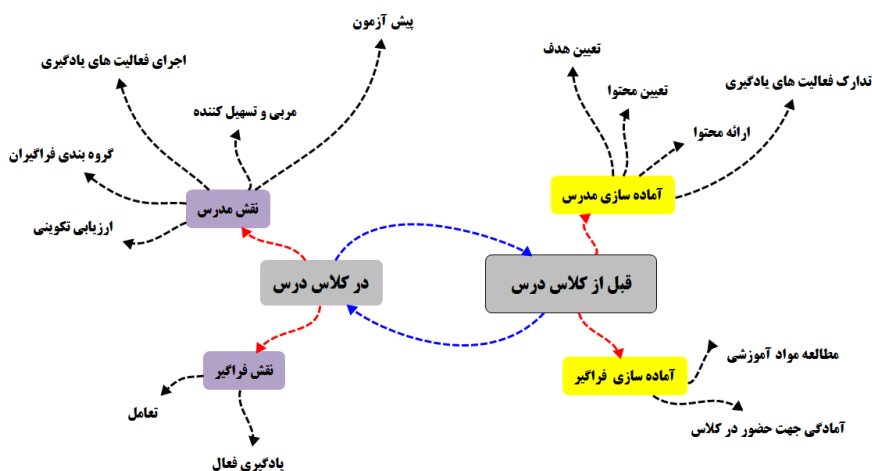 پیش آزمون
تعیین هدف
اجرای فعالیت های یادگیری
تدارک فعالیت های یادگیری
تعیین محتوا
مربی و تسهیل کننده
ارائه محتوا
گروه بندی فراگیران
آماده سازی مدرس
نقش مدرس
ارزیابی تکوینی
قبل از کلاس درس
در کلاس درس
مطالعه مواد آموزشی
آماده سازی فراگیر
نقش فراگیر
تعامل
آمادگی جهت حضور در کلاس
یادگیری فعال